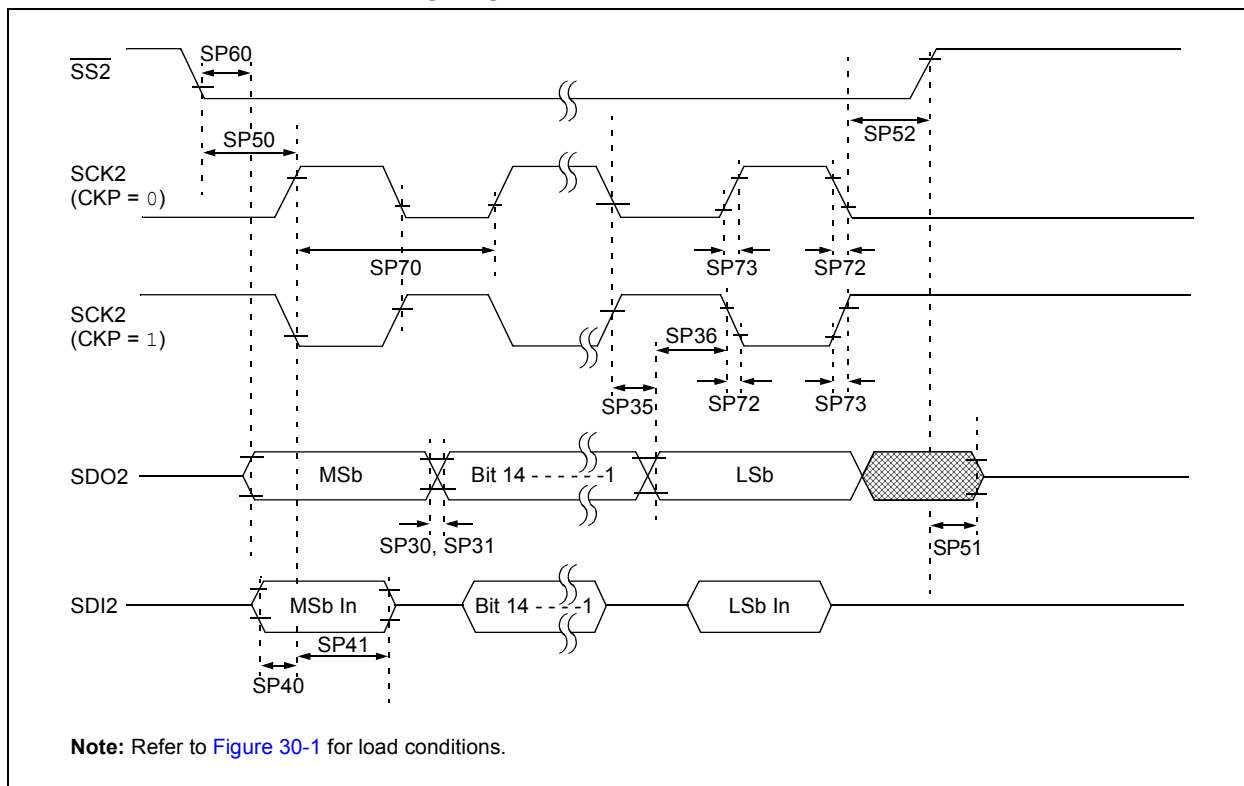 SP60
SS2
SP50
SP52
SCK2
(CKP = 0)
SP70
SP73
SP72
SCK2
(CKP = 1)
SP36
SP35
SP72
SP73
SDO2
MSb
Bit 14 - - - - - -1
LSb
SP30, SP31
SP51
SDI2
MSb In
Bit 14 - - - -1
LSb In
SP41
SP40
Note: Refer to Figure 30-1 for load conditions.